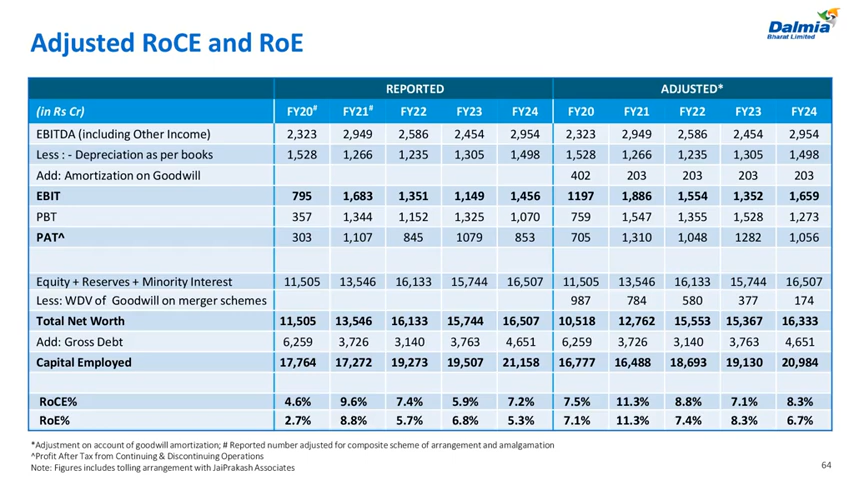 Adjusted RoCE and RoE
Dalmia
Bharat Limited
REPORTED ADJUSTED*
(in Rs Cr) FY20# FY21# FY22 FY23 FY24 FY20 FY21 FY22 FY23 FY24
EBITDA (including Other Income) 2,323 2,949 2,586 2,454 2,954 2,323 2,949 2,586 2,454 2,954
Less : - Depreciation as per books 1,528 1,266 1,235 1,305 1,498 1,528 1,266 1,235 1,305 1,498
Add: Amortization on Goodwill 402 203 203 203 203
EBIT 795 1,683 1,351 1,149 1,456 1197 1,886 1,554 1,352 1,659
PBT 357 1,344 1,152 1,325 1,070 759 1,547 1,355 1,528 1,273
PAT^ 303 1,107 845 1079 853 705 1,310 1,048 1282 1,056
Equity + Reserves + Minority Interest 11,505 13,546 16,133 15,744 16,507 11,505 13,546 16,133 15,744 16,507
Less: WDV of Goodwill on merger schemes 987 784 580 377 174
Total Net Worth 11,505 13,546 16,133 15,744 16,507 10,518 12,762 15,553 15,367 16,333
Add: Gross Debt 6,259 3,726 3,140 3,763 4,651 6,259 3,726 3,140 3,763 4,651
Capital Employed 17,764 17,272 19,273 19,507 21,158 16,777 16,488 18,693 19,130 20,984
RoCE% 4.6% 9.6% 7.4% 5.9% 7.2% 7.5% 11.3% 8.8% 7.1% 8.3%
RoE% 2.7% 8.8% 5.7% 6.8% 5.3% 7.1% 11.3% 7.4% 8.3% 6.7%
*Adjustment on account of goodwill amortization; # Reported number adjusted for composite scheme of arrangement and amalgamation
^Profit After Tax from Continuing & Discontinuing Operations
Note: Figures includes tolling arrangement with JaiPrakash Associates
64